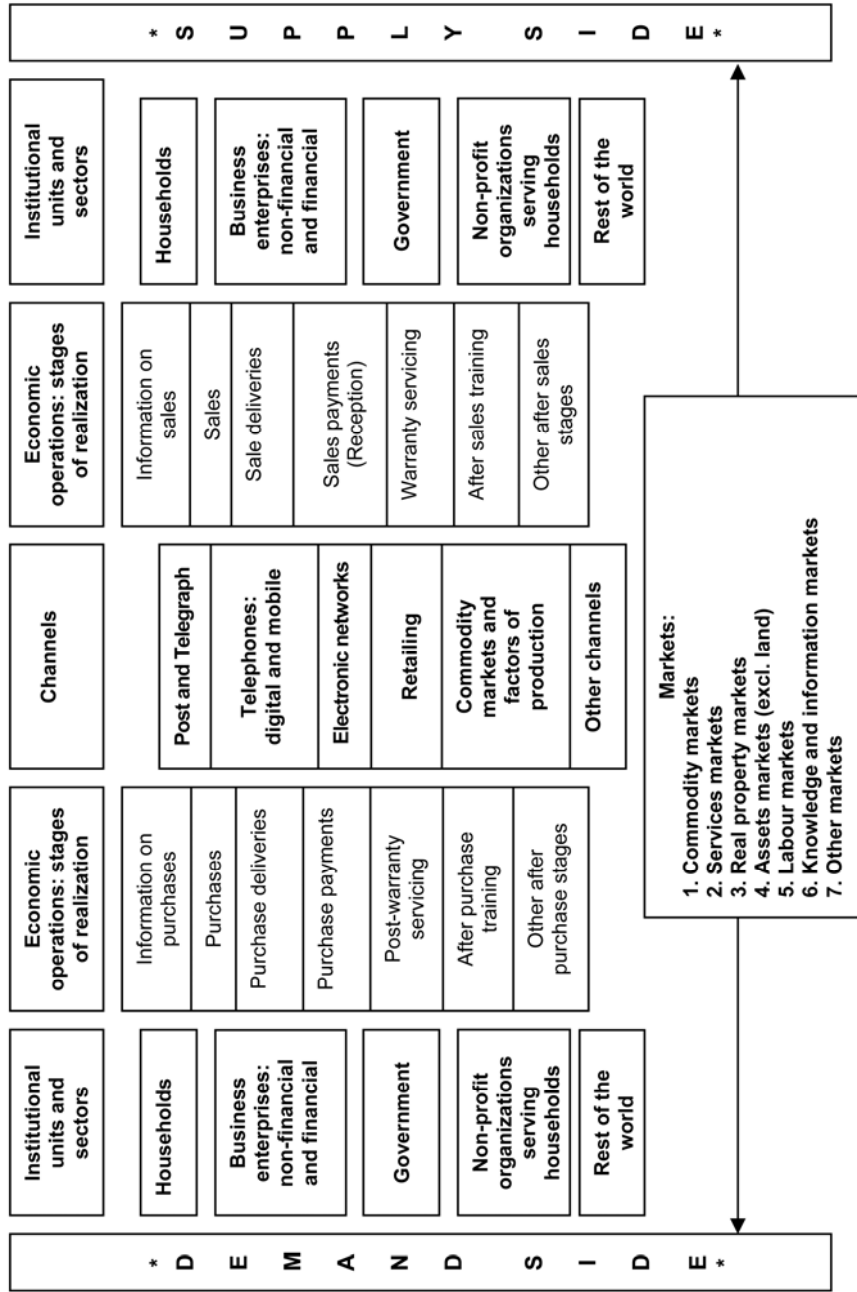 * D E M A N D S I D E *
Institutional
units and
sectors
Households
Business
enterprises:
non-financial
and financial
Government
Non-profit
organizations
serving
households
Rest of the
world
Economic
operations: stages
of realization
Information on
purchases
Purchases
Purchase deliveries
Purchase payments
Post-warranty
servicing
After purchase
training
Other after
purchase stages
Channels
Post and Telegraph
Telephones:
digital and mobile
Electronic networks
Retailing
Commodity
markets and
factors of
production
Other channels
Economic
operations: stages
of realization
Information on
sales
Sales
Sale deliveries
Sales payments
(Reception)
Warranty servicing
After sales training
Other after sales
stages
Institutional
units and
sectors
Households
Business
enterprises:
non-financial
and financial
Government
Non-profit
organizations
serving
households
Rest of the
world
* S U P P L Y S I D E *
Markets:
1. Commodity markets
2. Services markets
3. Real property markets
4. Assets markets (excl. land)
5. Labour markets
6. Knowledge and information markets
7. Other markets